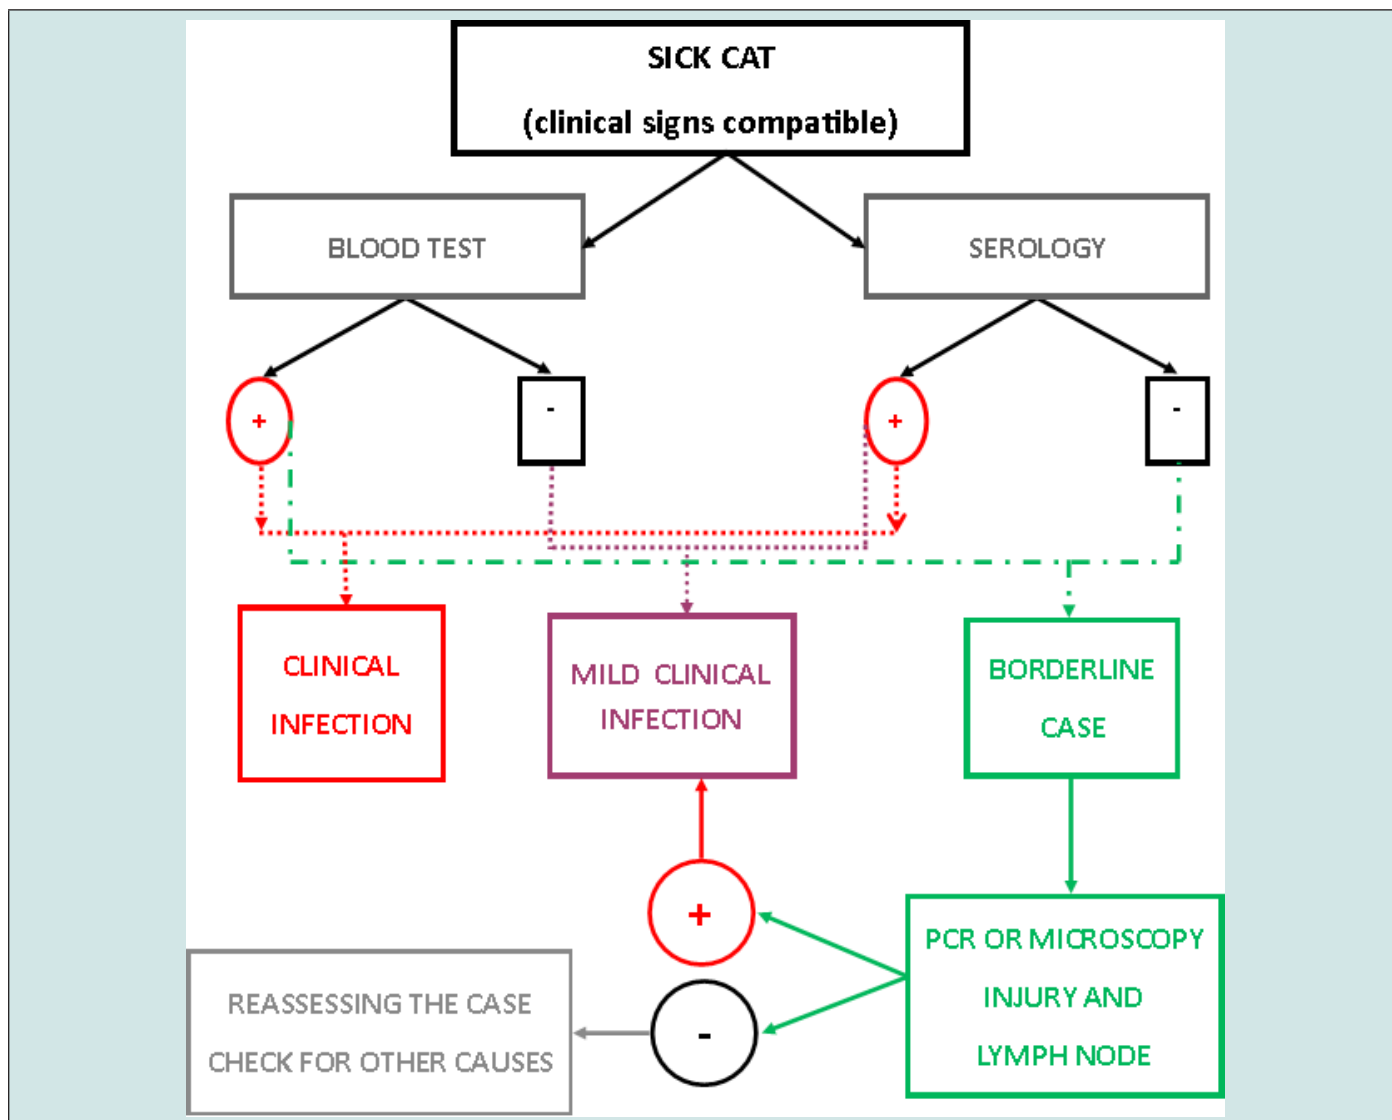 SICK CAT
(clinical signs compatible)
BLOOD TEST
SEROLOGY
+
-
+
-
CLINICAL
INFECTION
MILD CLINICAL
INFECTION
BORDERLINE
CASE
+
-
PCR OR MICROSCOPY
INJURY AND
LYMPH NODE
REASSESSING THE CASE
CHECK FOR OTHER CAUSES